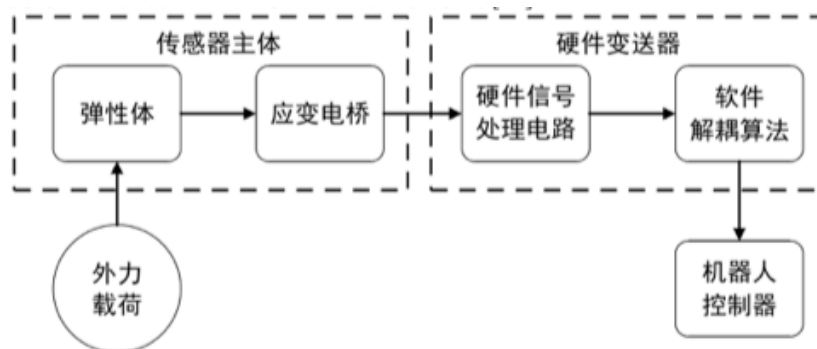 传感器主体
硬件变送器
弹性体
应变电桥
硬件信号
处理电路
软件
解耦算法
外力
载荷
机器人
控制器